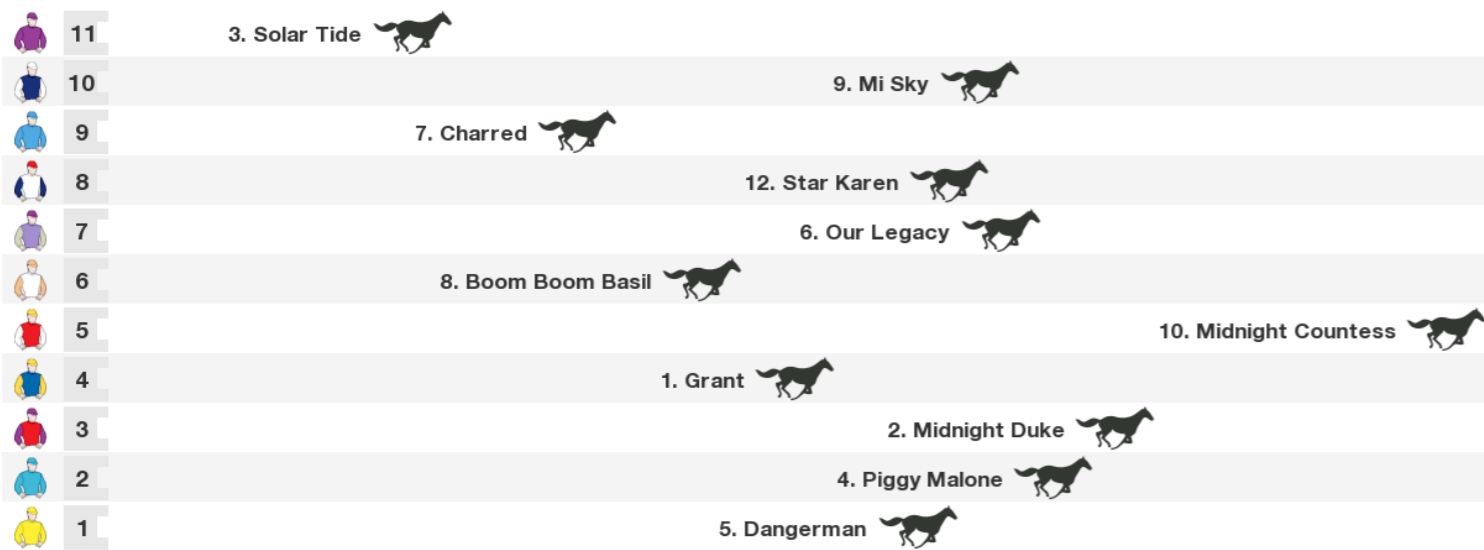 11 3. Solar Tide
10 9. Mi Sky
9 7. Charred
8 12. Star Karen
7 6. Our Legacy
6 8. Boom Boom Basil
5 10. Midnight Countess
4 1. Grant
3 2. Midnight Duke
2 4. Piggy Malone
1 5. Dangerman